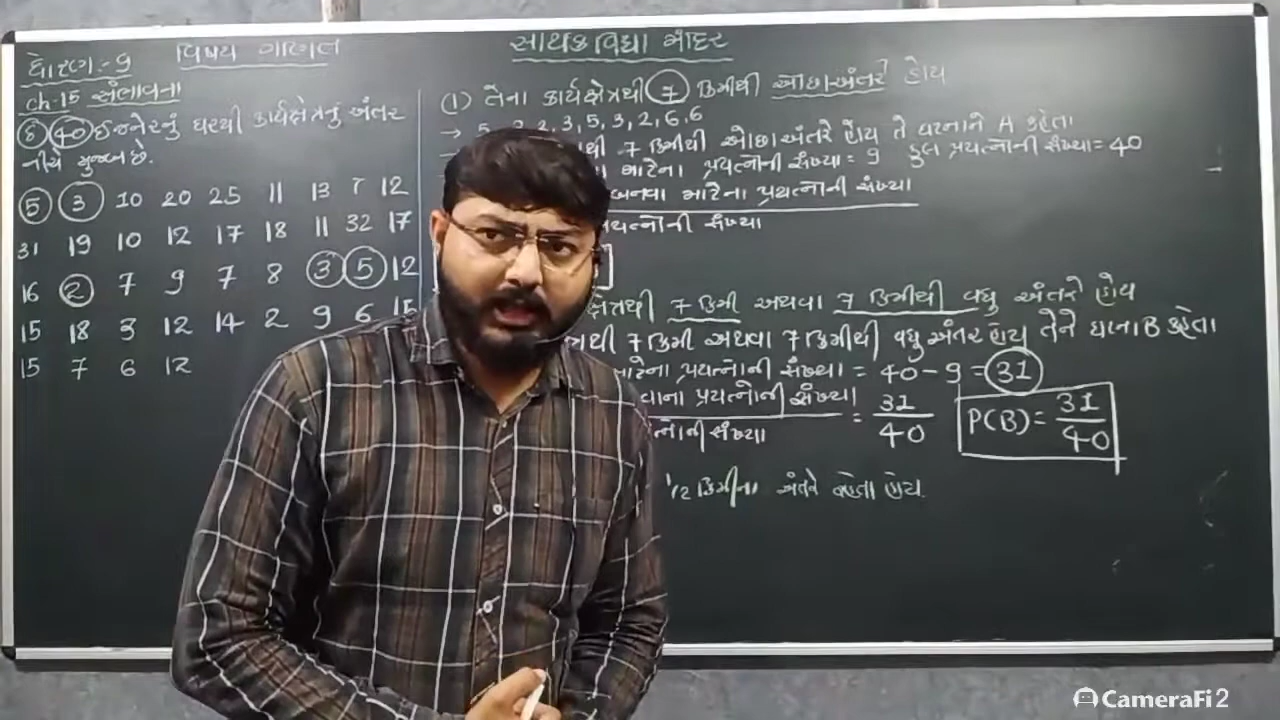 ધોરણ:- 9 વિષય ગણિત
સાર્થક વિદ્યા મંદિર
ch-15 સંભાવના
8 40 ઈજનેરનું ઘરથી કાર્યક્ષેત્રનું અંતર
નીચે મુજબ છે.
5 3 10 20 25 11 13 7 12
31 19 10 12 17 18 11 32 17
16 2 7 9 7 8 3 5 12
15 18 3 12 14 2 9 6 15
15 7 6 12
(1) તેના કાર્યક્ષેત્રથી 7 કિમીથી ઓછા અંતરે હોય
→ 5, 3, 2, 3, 5, 3, 2, 6, 6
થી 7 કિમીથી ઓછા અંતરે હોય તે ઘટનાને A કહેતા
માટેના પ્રયત્નોની સંખ્યા = 9 કુલ પ્રયત્નોની સંખ્યા = 40
બનવા માટેના પ્રયત્નોની સંખ્યા
પ્રયત્નોની સંખ્યા
ક્ષેત્રથી 7 કિમી અથવા 7 કિમીથી વધુ અંતરે હોય
ત્રથી 7 કિમી અથવા 7 કિમીથી વધુ અંતર હોય તેને ઘટના B કહેતા
માટેના પ્રયત્નોની સંખ્યા = 40 - 9 = 31
વાના પ્રયત્નોની સંખ્યા = 31/40 P(B) = 31/40
ત્નોની સંખ્યા
1/2 કિમીના અંતરે રહેતા હોય.
CameraFi 2